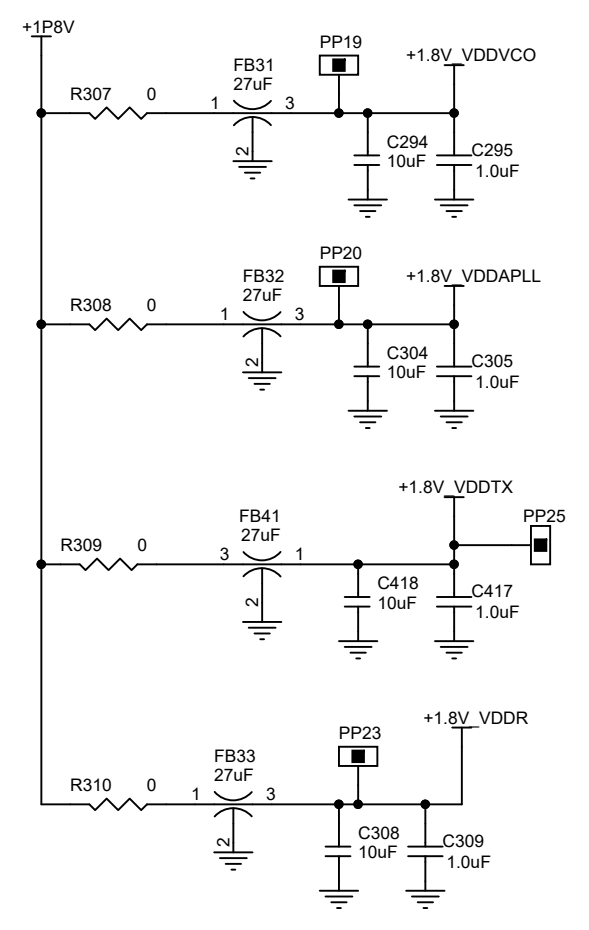 +1P8V
PP19
+1.8V_VDDVCO
FB31
27uF
R307 0
1 3
2
C294
10uF
C295
1.0uF
PP20
+1.8V_VDDAPLL
FB32
27uF
R308 0
1 3
2
C304
10uF
C305
1.0uF
+1.8V_VDDTX
PP25
FB41
27uF
R309 0
3 1
2
C418
10uF
C417
1.0uF
+1.8V_VDDR
PP23
FB33
27uF
R310 0
1 3
2
C308
10uF
C309
1.0uF